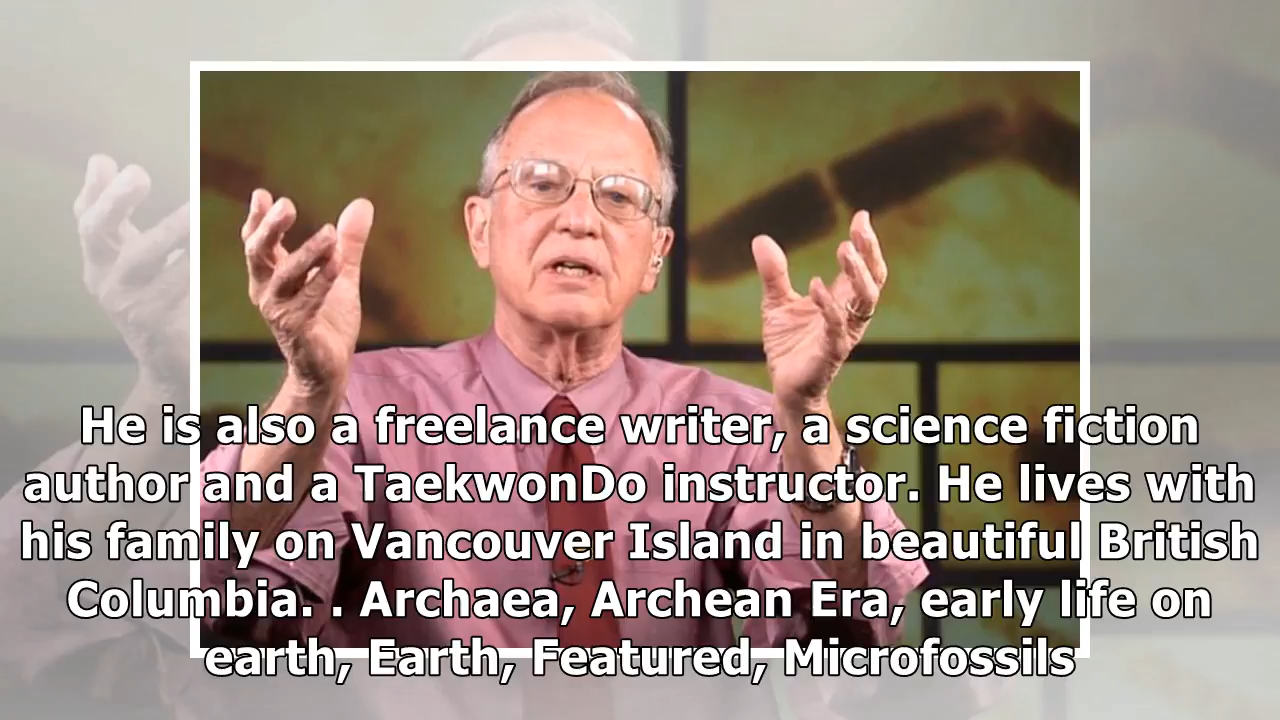 He is also a freelance writer, a science fiction
author and a TaekwonDo instructor. He lives with
his family on Vancouver Island in beautiful British
Columbia. . Archaea, Archean Era, early life on
earth, Earth, Featured, Microfossils